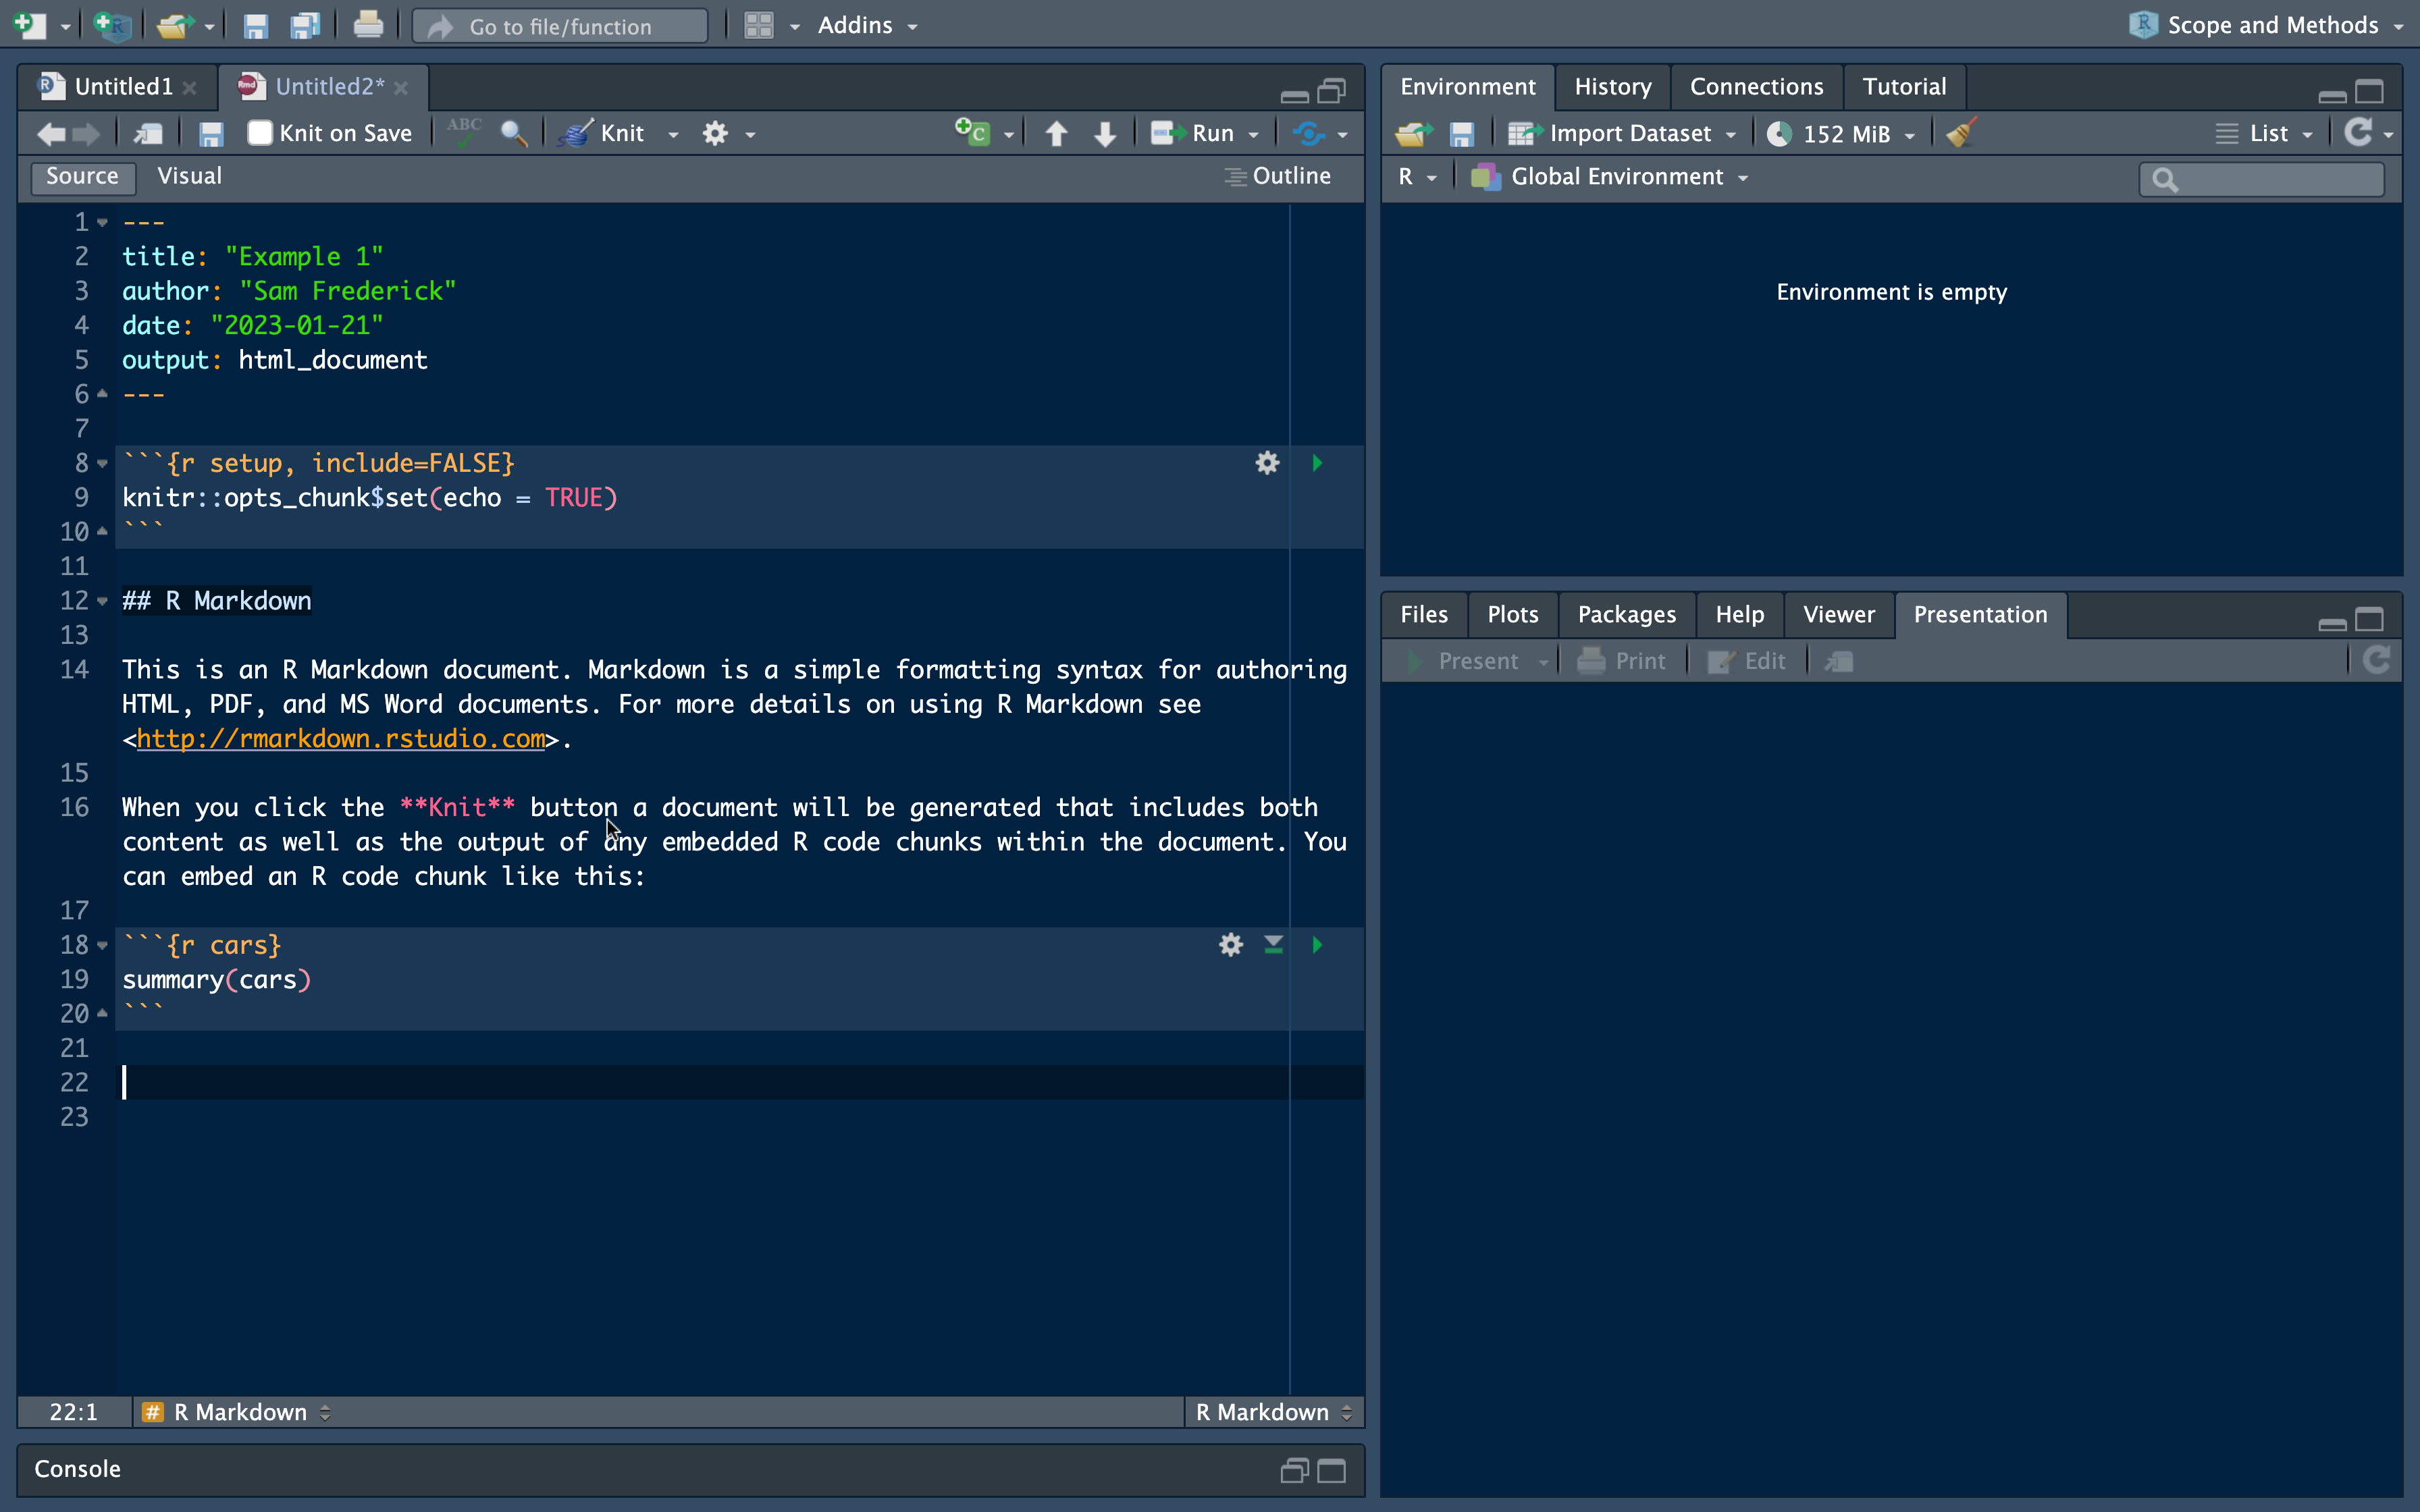 Go to file/function
Addins
Scope and Methods
Untitled1
Untitled2*
Knit on Save
ABC
Knit
C
Run
Source
Visual
Outline
1 ---
2 title: "Example 1"
3 author: "Sam Frederick"
4 date: "2023-01-21"
5 output: html_document
6 ---
7
8 ```{r setup, include=FALSE}
9 knitr::opts_chunk$set(echo = TRUE)
10 ```
11
12 ## R Markdown
13
14 This is an R Markdown document. Markdown is a simple formatting syntax for authoring
HTML, PDF, and MS Word documents. For more details on using R Markdown see
<http://rmarkdown.rstudio.com>.
15
16 When you click the **Knit** button a document will be generated that includes both
content as well as the output of any embedded R code chunks within the document. You
can embed an R code chunk like this:
17
18 ```{r cars}
19 summary(cars)
20 ```
21
22
23
22:1
# R Markdown
R Markdown
Console
Environment
History
Connections
Tutorial
Import Dataset
152 MiB
List
R
Global Environment
Environment is empty
Files
Plots
Packages
Help
Viewer
Presentation
Present
Print
Edit